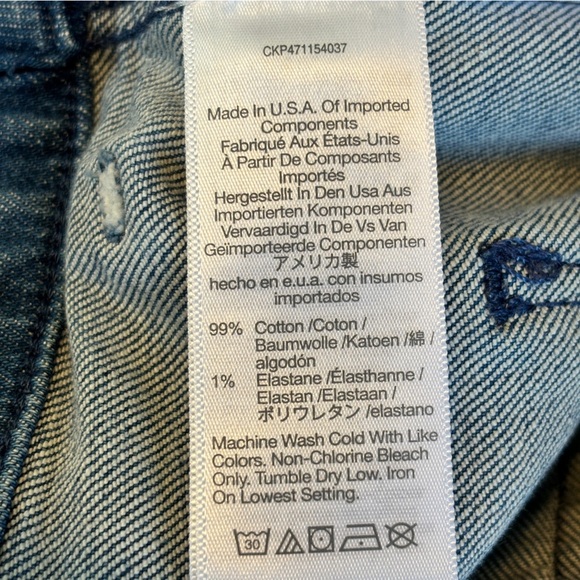 CKP471154037
Made In U.S.A. Of Imported
Components
Fabriqué Aux États-Unis
À Partir De Composants
Importés
Hergestellt In Den Usa Aus
Importierten Komponenten
Vervaardigd In De Vs Van
Geïmporteerde Componenten
アメリカ製
hecho en e.u.a. con insumos
importados
99% Cotton /Coton /
Baumwolle /Katoen /綿 /
algodón
1% Elastane /Élasthanne /
Elastan /Elastaan /
ポリウレタン /elastano
Machine Wash Cold With Like
Colors. Non-Chlorine Bleach
Only. Tumble Dry Low. Iron
On Lowest Setting.
30